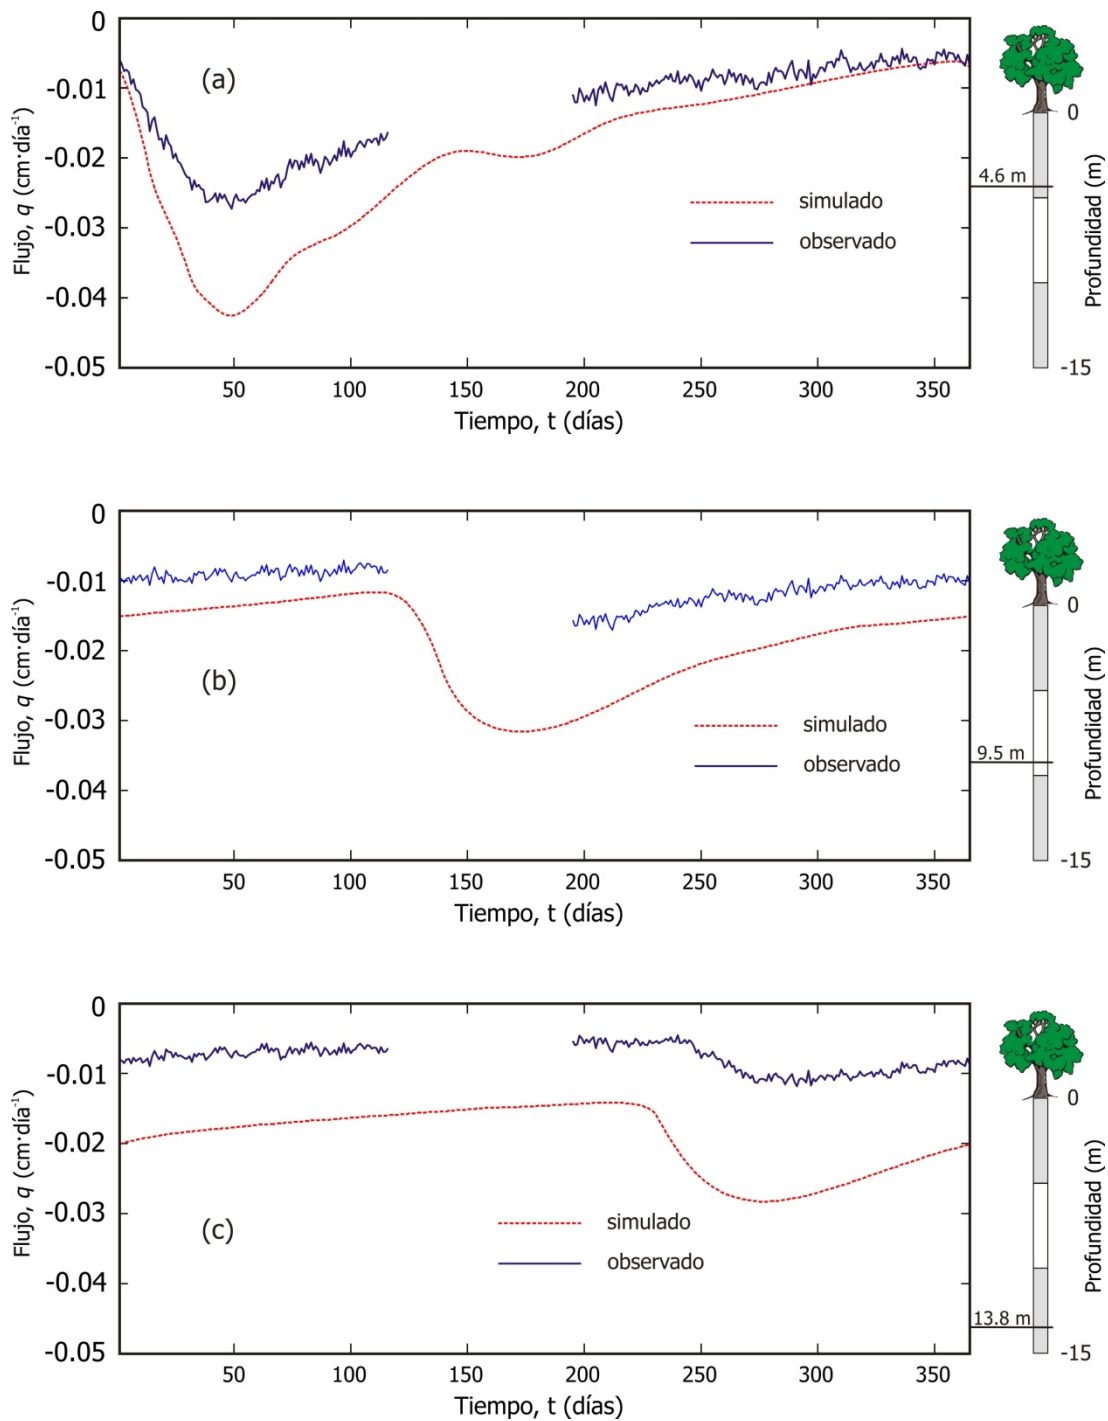 0
-0.01
-0.02
-0.03
-0.04
-0.05
Flujo, q (cm·día-1)
(a)
simulado
observado
50
100
150
200
250
300
350
Tiempo, t (días)
0
4.6 m
-15
Profundidad (m)
0
-0.01
-0.02
-0.03
-0.04
-0.05
Flujo, q (cm·día-1)
(b)
simulado
observado
50
100
150
200
250
300
350
Tiempo, t (días)
0
9.5 m
-15
Profundidad (m)
0
-0.01
-0.02
-0.03
-0.04
-0.05
Flujo, q (cm·día-1)
(c)
simulado
observado
50
100
150
200
250
300
350
Tiempo, t (días)
0
13.8 m
-15
Profundidad (m)